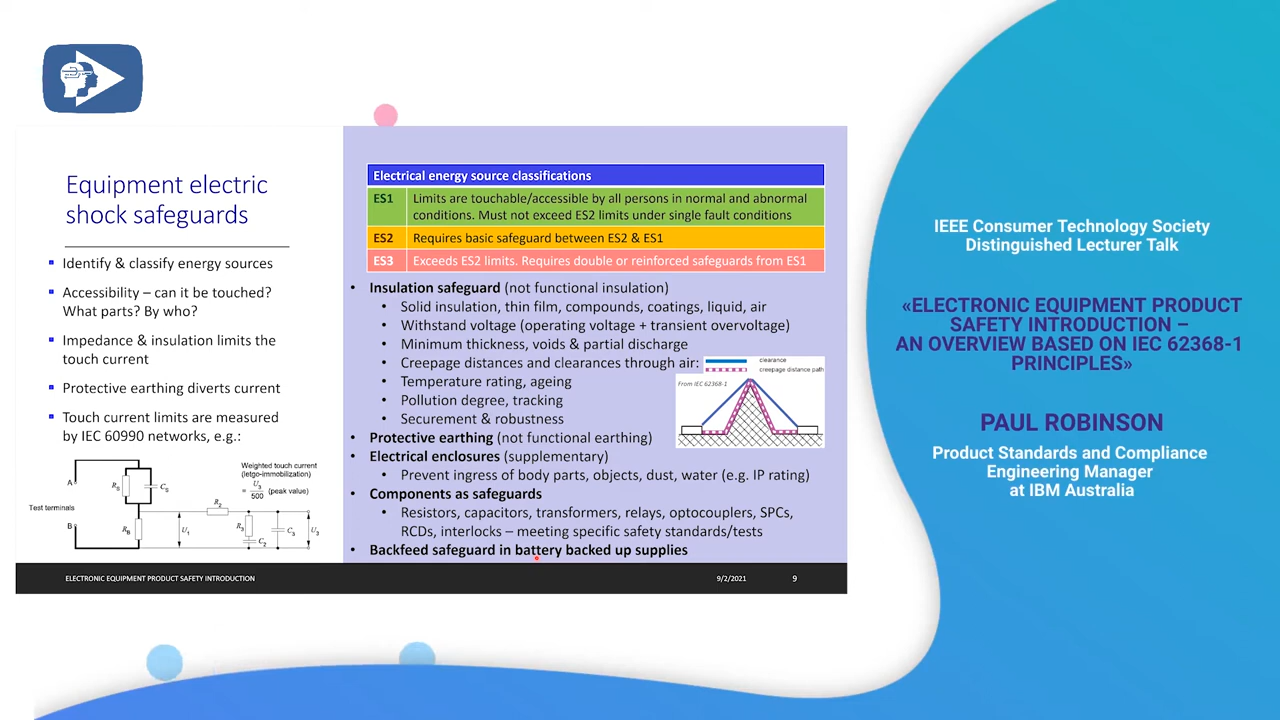 Equipment electric
shock safeguards
Identify & classify energy sources
Accessibility – can it be touched?
What parts? By who?
Impedance & insulation limits the
touch current
Protective earthing diverts current
Touch current limits are measured
by IEC 60990 networks, e.g.:
Weighted touch current
(letgo-immobilization)
= U₃/500 (peak value)
A
Test terminals
B
Rs
Cs
RB
U₁
R₂
R₃
C₂
C₃
U₃
Electrical energy source classifications
ES1 Limits are touchable/accessible by all persons in normal and abnormal
conditions. Must not exceed ES2 limits under single fault conditions
ES2 Requires basic safeguard between ES2 & ES1
ES3 Exceeds ES2 limits. Requires double or reinforced safeguards from ES1
• Insulation safeguard (not functional insulation)
• Solid insulation, thin film, compounds, coatings, liquid, air
• Withstand voltage (operating voltage + transient overvoltage)
• Minimum thickness, voids & partial discharge
• Creepage distances and clearances through air:
• Temperature rating, ageing
• Pollution degree, tracking
• Securement & robustness
clearance
creepage distance path
From IEC 62368-1
• Protective earthing (not functional earthing)
• Electrical enclosures (supplementary)
• Prevent ingress of body parts, objects, dust, water (e.g. IP rating)
• Components as safeguards
• Resistors, capacitors, transformers, relays, optocouplers, SPCs,
RCDs, interlocks – meeting specific safety standards/tests
• Backfeed safeguard in battery backed up supplies
ELECTRONIC EQUIPMENT PRODUCT SAFETY INTRODUCTION
9/2/2021
9
IEEE Consumer Technology Society
Distinguished Lecturer Talk
«ELECTRONIC EQUIPMENT PRODUCT
SAFETY INTRODUCTION –
AN OVERVIEW BASED ON IEC 62368-1
PRINCIPLES»
PAUL ROBINSON
Product Standards and Compliance
Engineering Manager
at IBM Australia